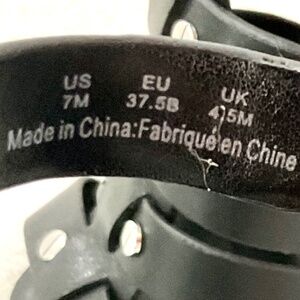 US EU UK
7M 37.5B 4.5M
Made in China:Fabriqué en Chine